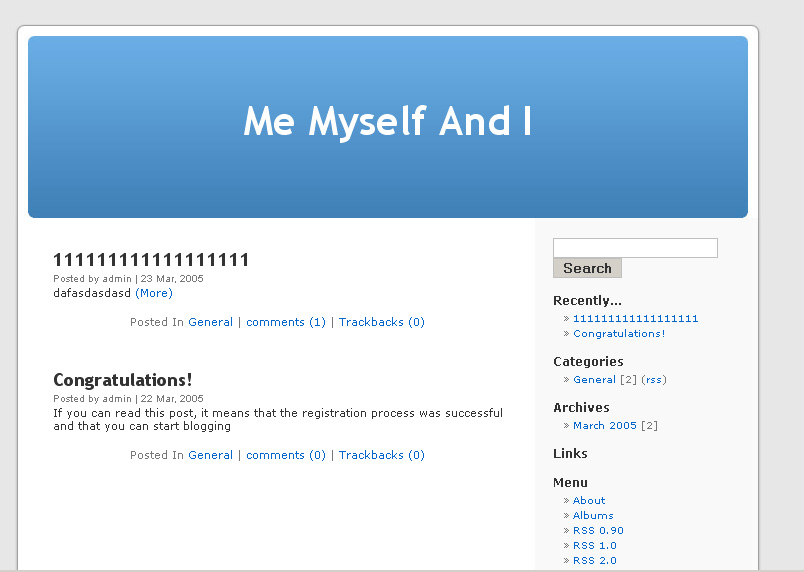 Me Myself And I
111111111111111111
Posted by admin | 23 Mar, 2005
dafasdasdasd (More)
Posted In General | comments (1) | Trackbacks (0)
Congratulations!
Posted by admin | 22 Mar, 2005
If you can read this post, it means that the registration process was successful
and that you can start blogging
Posted In General | comments (0) | Trackbacks (0)
Search
Recently...
» 111111111111111111
» Congratulations!
Categories
» General [2] (rss)
Archives
» March 2005 [2]
Links
Menu
» About
» Albums
» RSS 0.90
» RSS 1.0
» RSS 2.0